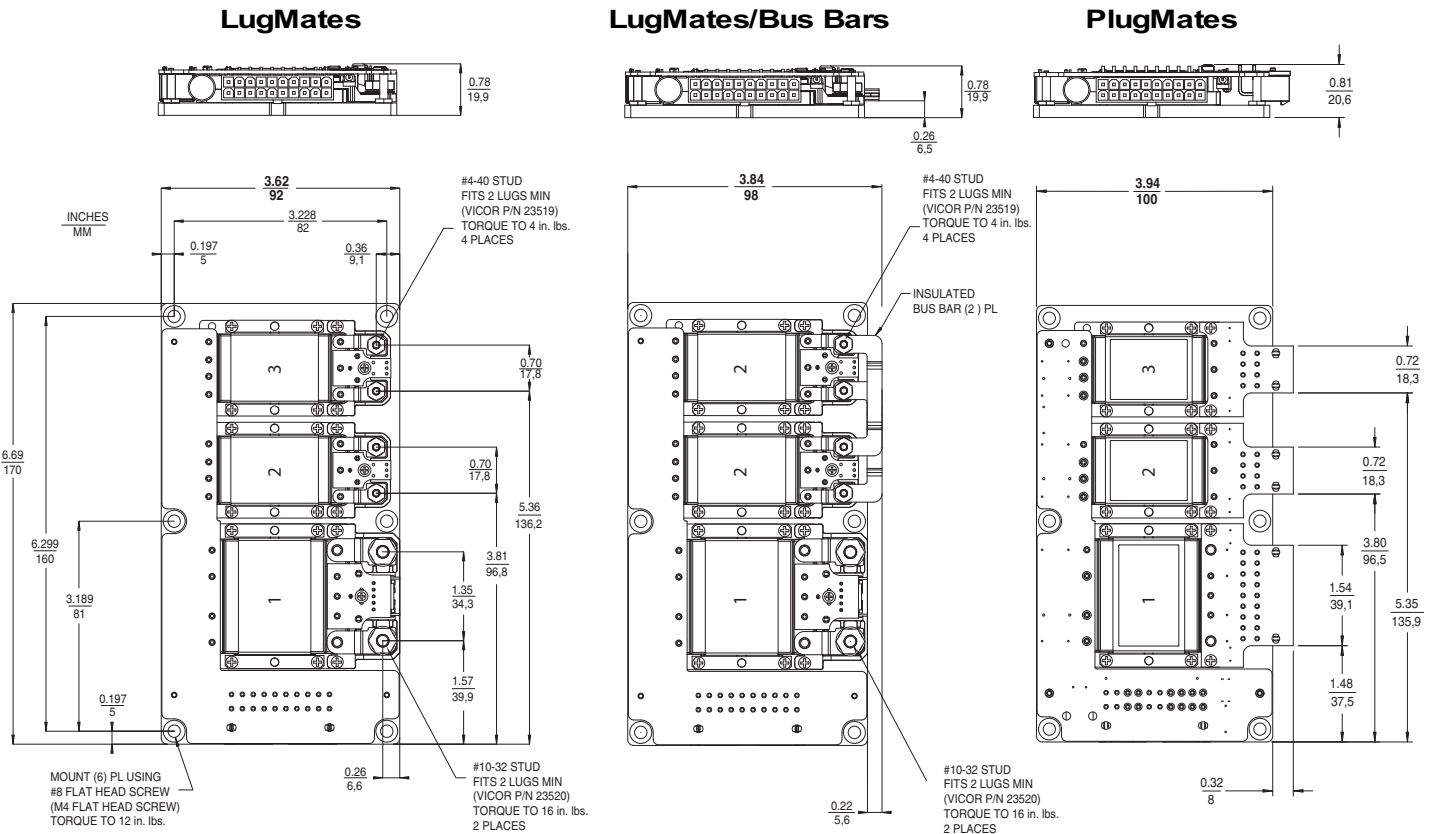 LugMates
0.78
19,9
INCHES
MM
3.62
92
3.228
82
0.197
5
0.36
9,1
#4-40 STUD
FITS 2 LUGS MIN
(VICOR P/N 23519)
TORQUE TO 4 in. lbs.
4 PLACES
6.69
170
6.299
160
3.189
81
0.197
5
3
2
1
0.70
17,8
0.70
17,8
5.36
136,2
3.81
96,8
1.35
34,3
1.57
39,9
0.26
6,6
MOUNT (6) PL USING
#8 FLAT HEAD SCREW
(M4 FLAT HEAD SCREW)
TORQUE TO 12 in. lbs.
#10-32 STUD
FITS 2 LUGS MIN
(VICOR P/N 23520)
TORQUE TO 16 in. lbs.
2 PLACES
LugMates/Bus Bars
0.78
19,9
0.26
6,5
3.84
98
#4-40 STUD
FITS 2 LUGS MIN
(VICOR P/N 23519)
TORQUE TO 4 in. lbs.
4 PLACES
INSULATED
BUS BAR (2 ) PL
2
2
1
0.22
5,6
#10-32 STUD
FITS 2 LUGS MIN
(VICOR P/N 23520)
TORQUE TO 16 in. lbs.
2 PLACES
PlugMates
0.81
20,6
3.94
100
3
2
1
0.72
18,3
0.72
18,3
3.80
96,5
1.54
39,1
5.35
135,9
1.48
37,5
0.32
8